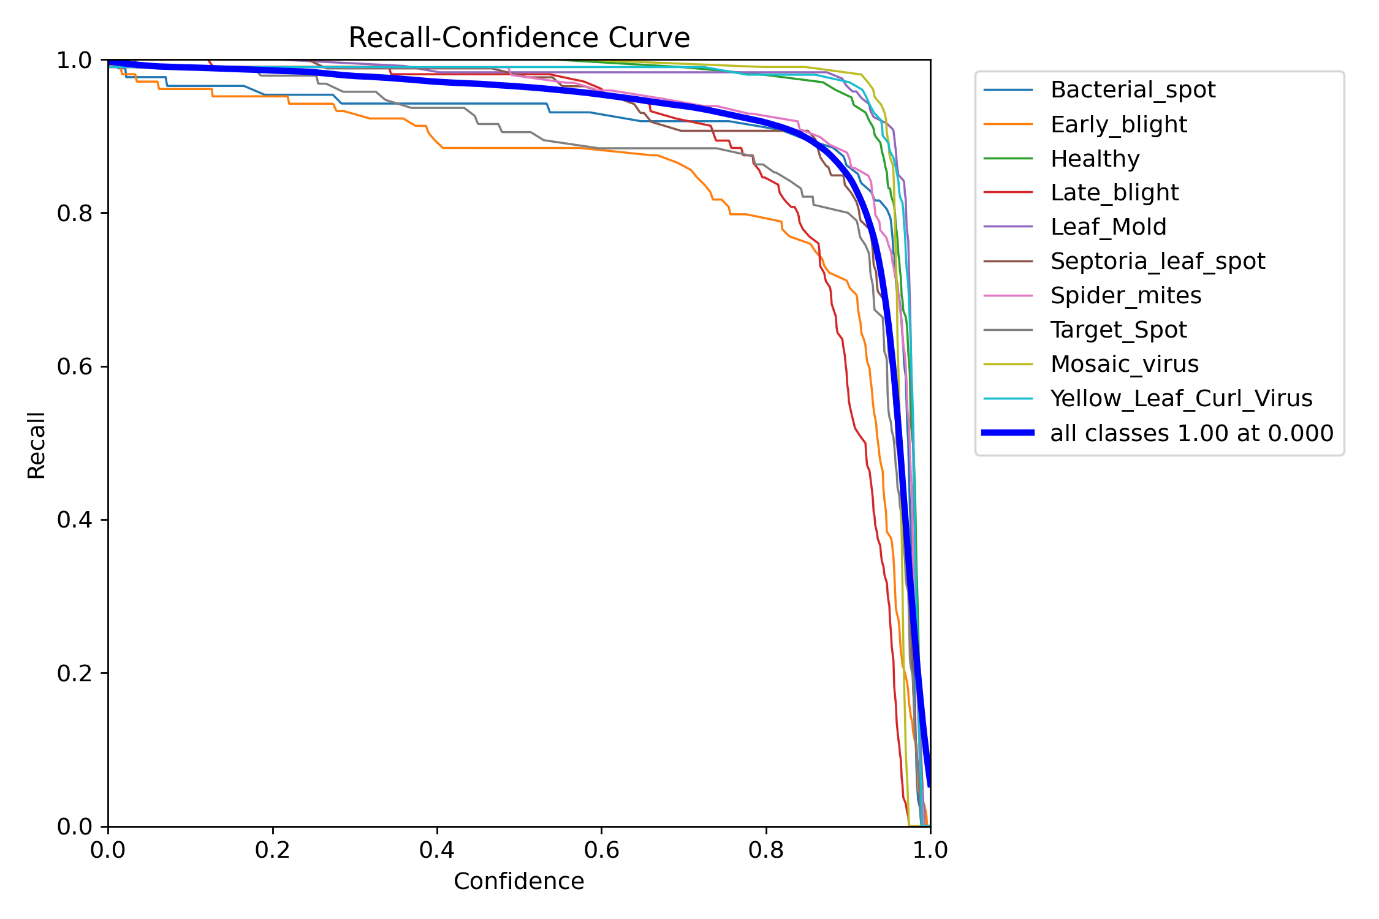 Recall-Confidence Curve
1.0
0.8
0.6
0.4
0.2
0.0
Recall
0.0 0.2 0.4 0.6 0.8 1.0
Confidence
Bacterial_spot
Early_blight
Healthy
Late_blight
Leaf_Mold
Septoria_leaf_spot
Spider_mites
Target_Spot
Mosaic_virus
Yellow_Leaf_Curl_Virus
all classes 1.00 at 0.000